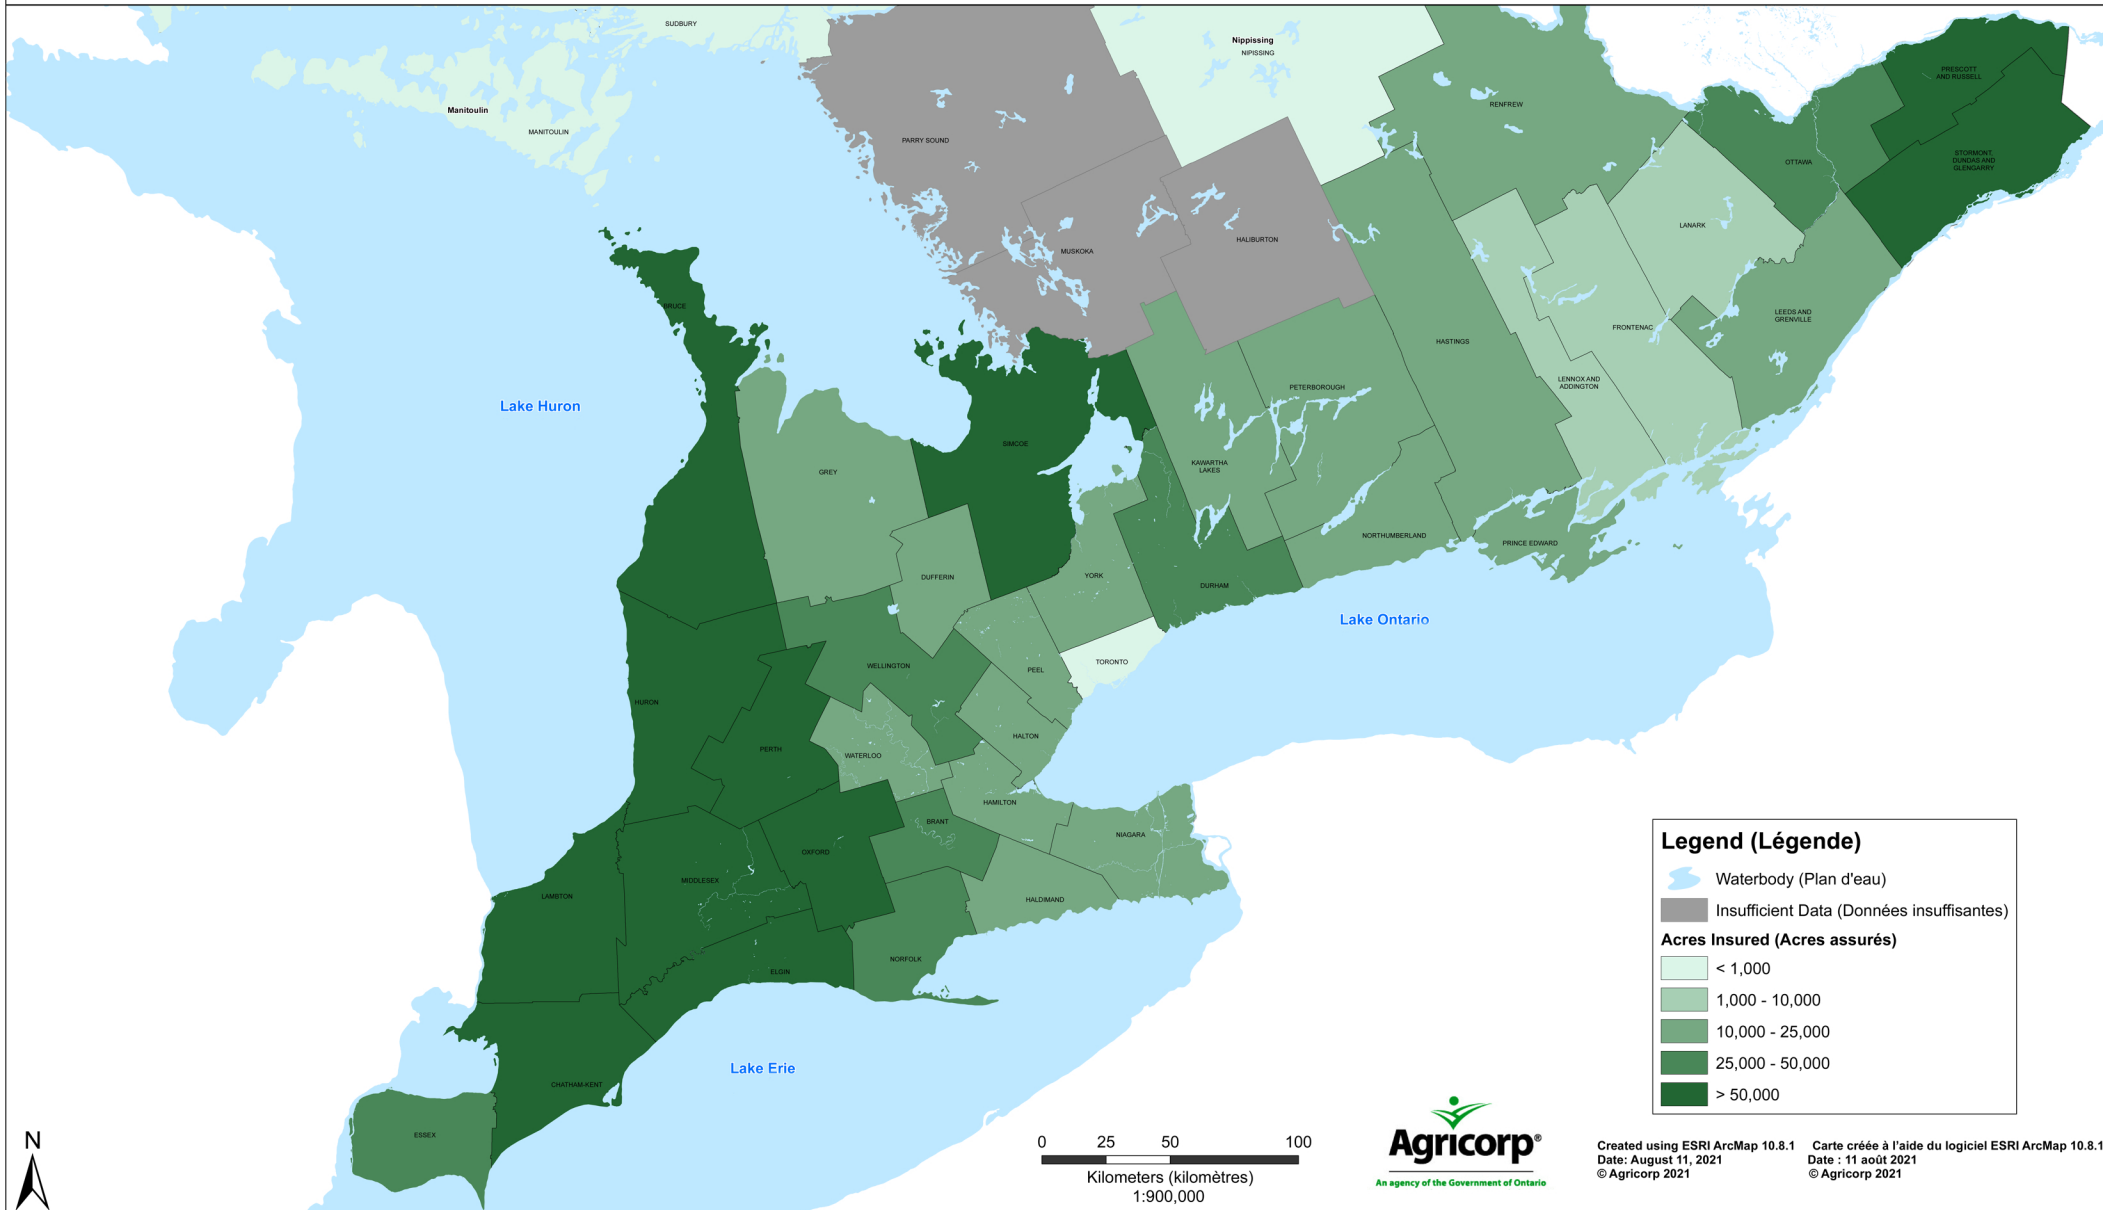 SUDBURY
Nippissing
NIPISSING
Manitoulin
MANITOULIN
PARRY SOUND
RENFREW
PRESCOTT
AND RUSSELL
OTTAWA
STORMONT,
DUNDAS AND
GLENGARRY
MUSKOKA
HALIBURTON
LANARK
BRUCE
LEEDS AND
GRENVILLE
FRONTENAC
HASTINGS
LENNOX AND
ADDINGTON
PETERBOROUGH
Lake Huron
SIMCOE
GREY
KAWARTHA
LAKES
NORTHUMBERLAND
PRINCE EDWARD
DUFFERIN
YORK
DURHAM
Lake Ontario
WELLINGTON
PEEL
TORONTO
HURON
PERTH
WATERLOO
HALTON
HAMILTON
BRANT
NIAGARA
OXFORD
MIDDLESEX
LAMBTON
HALDIMAND
NORFOLK
ELGIN
Lake Erie
CHATHAM-KENT
ESSEX
N
0 25 50 100
Kilometers (kilomètres)
1:900,000
Agricorp®
An agency of the Government of Ontario
Legend (Légende)
Waterbody (Plan d'eau)
Insufficient Data (Données insuffisantes)
Acres Insured (Acres assurés)
< 1,000
1,000 - 10,000
10,000 - 25,000
25,000 - 50,000
> 50,000
Created using ESRI ArcMap 10.8.1
Date: August 11, 2021
© Agricorp 2021
Carte créée à l'aide du logiciel ESRI ArcMap 10.8.1
Date : 11 août 2021
© Agricorp 2021